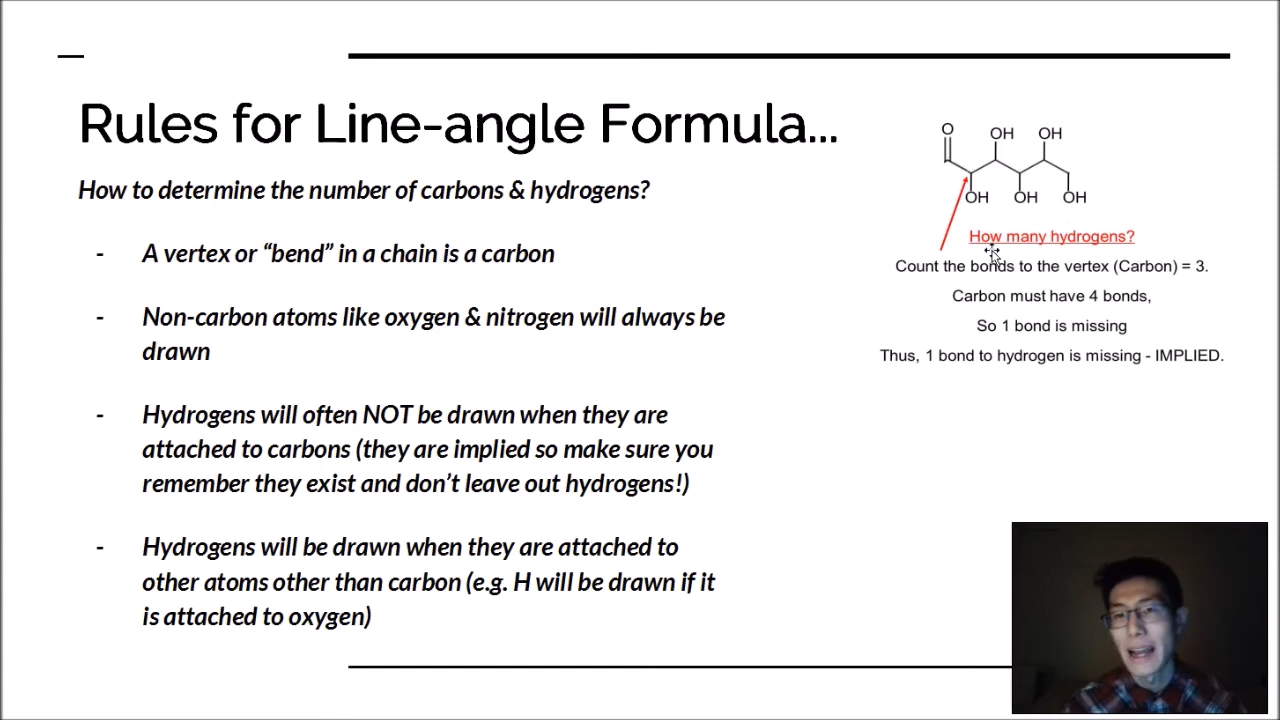 Rules for Line-angle Formula...
How to determine the number of carbons & hydrogens?
- A vertex or “bend” in a chain is a carbon
- Non-carbon atoms like oxygen & nitrogen will always be
drawn
- Hydrogens will often NOT be drawn when they are
attached to carbons (they are implied so make sure you
remember they exist and don’t leave out hydrogens!)
- Hydrogens will be drawn when they are attached to
other atoms other than carbon (e.g. H will be drawn if it
is attached to oxygen)
O OH OH
OH OH OH
How many hydrogens?
Count the bonds to the vertex (Carbon) = 3.
Carbon must have 4 bonds,
So 1 bond is missing
Thus, 1 bond to hydrogen is missing - IMPLIED.